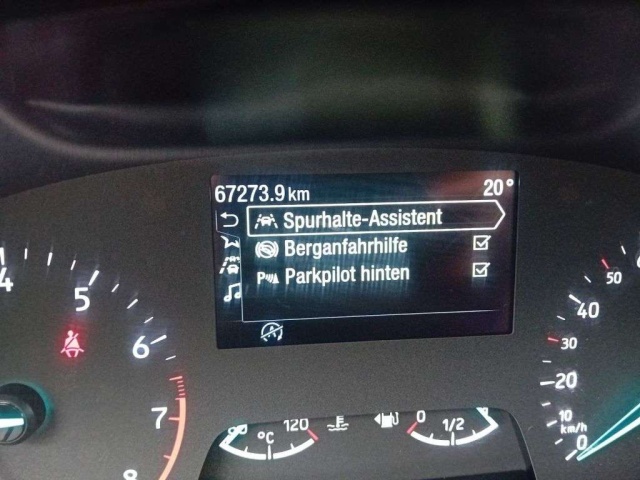 67273.9 km 20°
Spurhalte-Assistent
Berganfahrhilfe
P Parkpilot hinten
4
5
6
7
8
°C 120
0 1/2
50
40
30
20
10
km/h
0